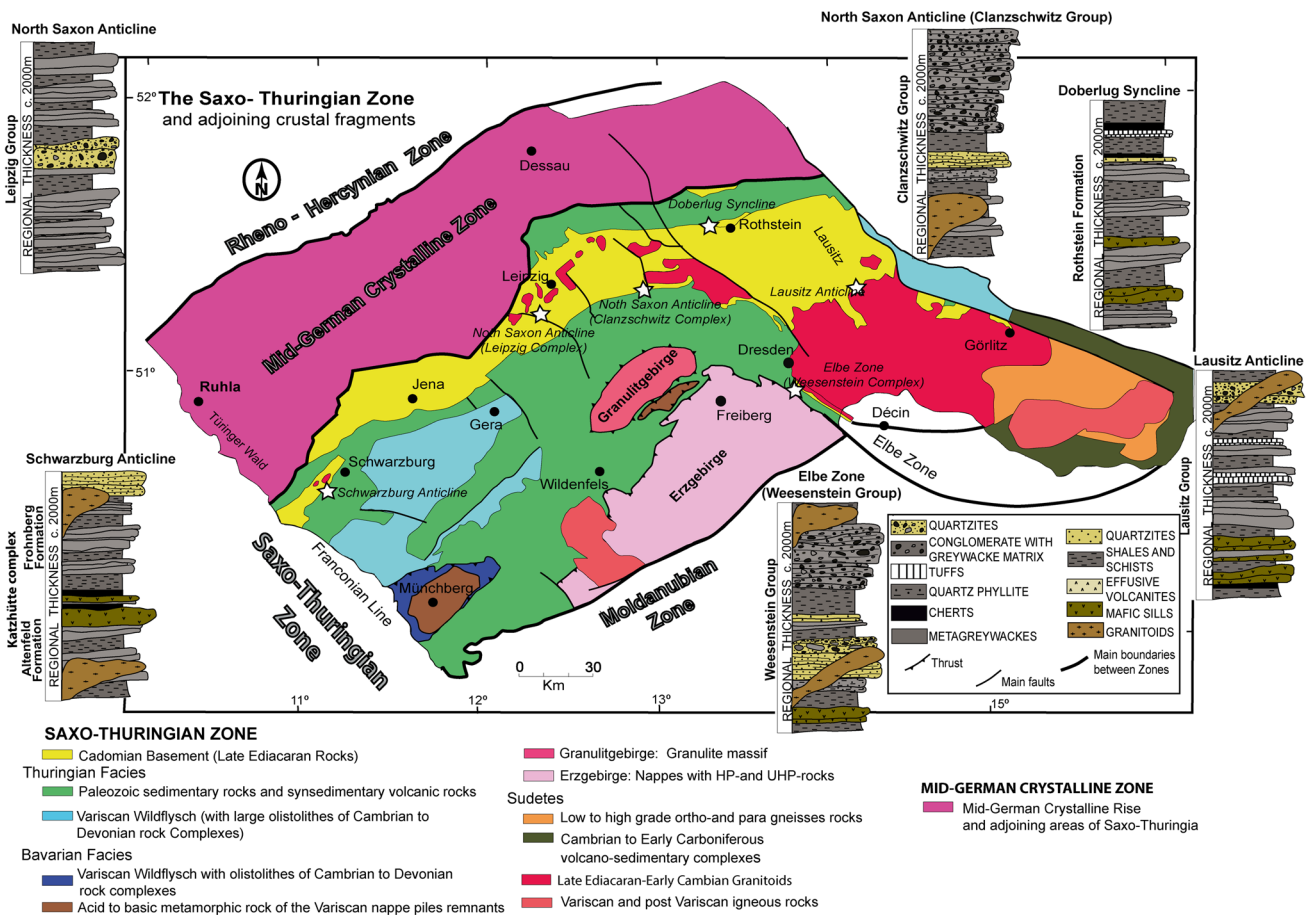 North Saxon Anticline
Leipzig Group
REGIONAL THICKNESS c. 2000m
North Saxon Anticline (Clanzschwitz Group)
Clanzschwitz Group
REGIONAL THICKNESS c. 2000m
Doberlug Syncline
Rothstein Formation
REGIONAL THICKNESS c. 2000m
52°
The Saxo- Thuringian Zone
and adjoining crustal fragments
N
Rheno - Hercynian Zone
Mid-German Crystalline Zone
Dessau
Doberlug Syncline
Rothstein
Lausitz
Leipzig
Lausitz Anticline
Noth Saxon Anticline
(Clanzschwitz Complex)
Noth Saxon Anticline
(Leipzig Complex)
Görlitz
Dresden
51°
Elbe Zone
(Weesenstein Complex)
Granulitgebirge
Ruhla
Jena
Freiberg
Décin
Gera
Türinger Wald
Elbe Zone
Schwarzburg
Schwarzburg Anticline
Wildenfels
Erzgebirge
Saxo-Thuringian
Zone
Franconian Line
Münchberg
Moldanubian
Zone
0 30
Km
11° 12° 13° 15°
Lausitz Anticline
Lausitz Group
REGIONAL THICKNESS c. 2000m
Schwarzburg Anticline
Katzhütte complex
Frohnberg
Formation
Altenfeld
Formation
REGIONAL THICKNESS c. 2000m
Elbe Zone
(Weesenstein Group)
Weesenstein Group
REGIONAL THICKNESS c. 2000m
QUARTZITES
CONGLOMERATE WITH
GREYWACKE MATRIX
TUFFS
QUARTZ PHYLLITE
CHERTS
METAGREYWACKES
QUARTZITES
SHALES AND
SCHISTS
EFFUSIVE
VOLCANITES
MAFIC SILLS
GRANITOIDS
Thrust
Main faults
Main boundaries
between Zones
SAXO-THURINGIAN ZONE
Cadomian Basement (Late Ediacaran Rocks)
Thuringian Facies
Paleozoic sedimentary rocks and synsedimentary volcanic rocks
Variscan Wildflysch (with large olistolithes of Cambrian to
Devonian rock Complexes)
Bavarian Facies
Variscan Wildflysch with olistolithes of Cambrian to Devonian
rock complexes
Acid to basic metamorphic rock of the Variscan nappe piles remnants
Granulitgebirge: Granulite massif
Erzgebirge: Nappes with HP-and UHP-rocks
Sudetes
Low to high grade ortho-and para gneisses rocks
Cambrian to Early Carboniferous
volcano-sedimentary complexes
Late Ediacaran-Early Cambian Granitoids
Variscan and post Variscan igneous rocks
MID-GERMAN CRYSTALLINE ZONE
Mid-German Crystalline Rise
and adjoining areas of Saxo-Thuringia